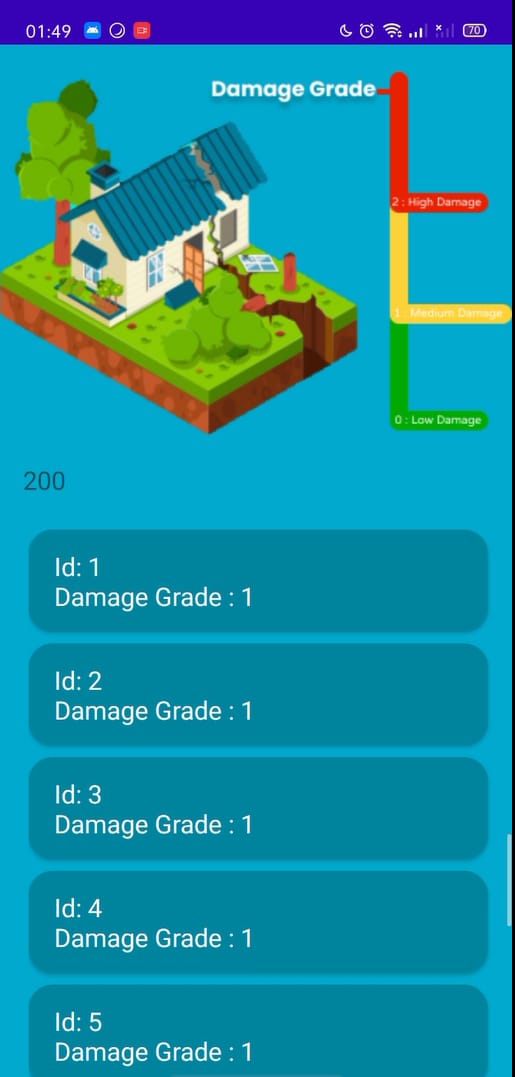 01:49
70
Damage Grade
2 : High Damage
1 : Medium Damage
0 : Low Damage
200
Id: 1
Damage Grade : 1
Id: 2
Damage Grade : 1
Id: 3
Damage Grade : 1
Id: 4
Damage Grade : 1
Id: 5
Damage Grade : 1